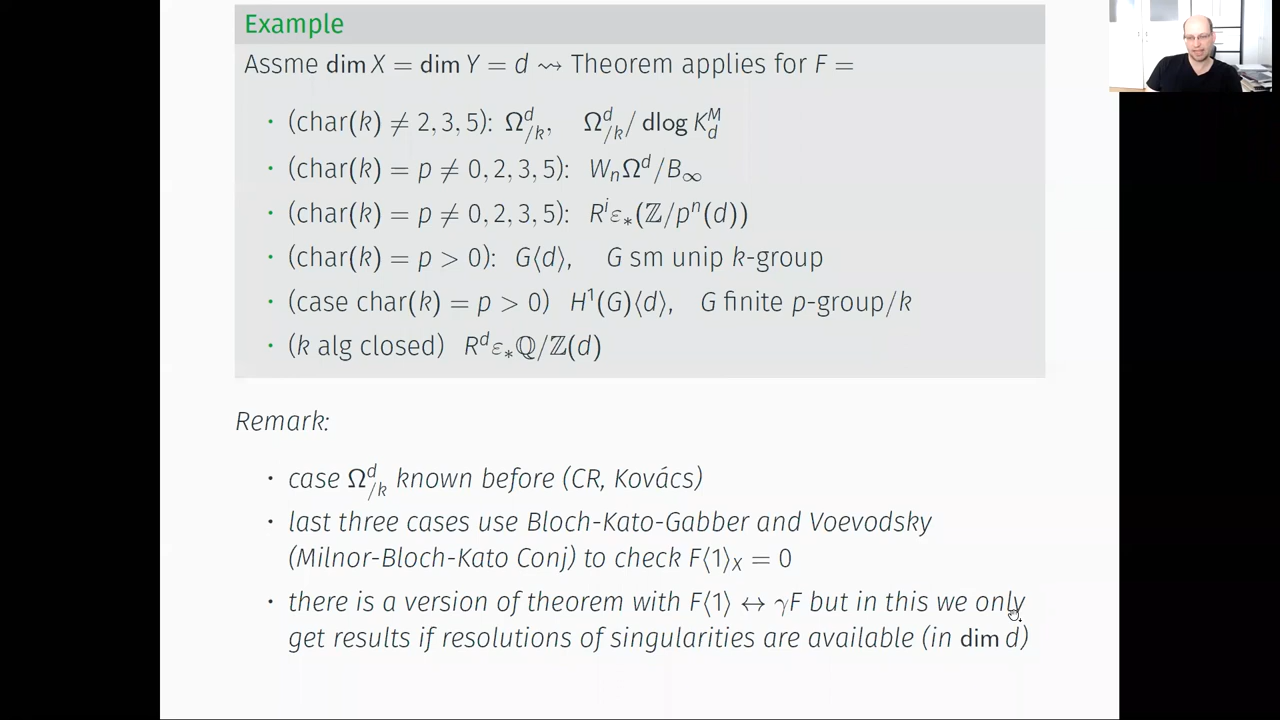 Example
Assme dim X = dim Y = d ⇝ Theorem applies for F =
· (char(k) ≠ 2, 3, 5): Ω^d_{/k}, Ω^d_{/k}/ dlog K^M_d
· (char(k) = p ≠ 0, 2, 3, 5): W_nΩ^d/B_∞
· (char(k) = p ≠ 0, 2, 3, 5): R^iε_*(ℤ/p^n(d))
· (char(k) = p > 0): G⟨d⟩, G sm unip k-group
· (case char(k) = p > 0) H^1(G)⟨d⟩, G finite p-group/k
· (k alg closed) R^dε_*ℚ/ℤ(d)
Remark:
· case Ω^d_{/k} known before (CR, Kovács)
· last three cases use Bloch-Kato-Gabber and Voevodsky
(Milnor-Bloch-Kato Conj) to check F⟨1⟩_X = 0
· there is a version of theorem with F⟨1⟩ ↔ γF but in this we only
get results if resolutions of singularities are available (in dim d)